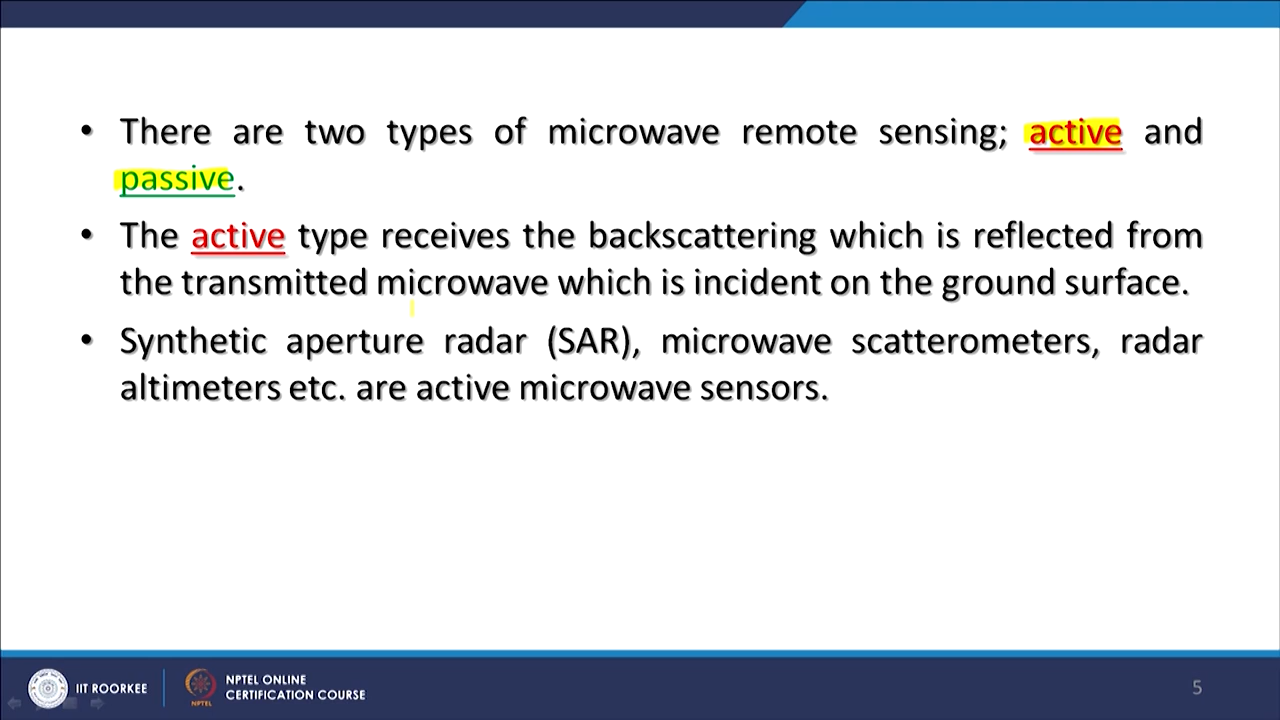 • There are two types of microwave remote sensing; active and
passive.
• The active type receives the backscattering which is reflected from
the transmitted microwave which is incident on the ground surface.
• Synthetic aperture radar (SAR), microwave scatterometers, radar
altimeters etc. are active microwave sensors.
IIT ROORKEE
NPTEL
NPTEL ONLINE
CERTIFICATION COURSE
5